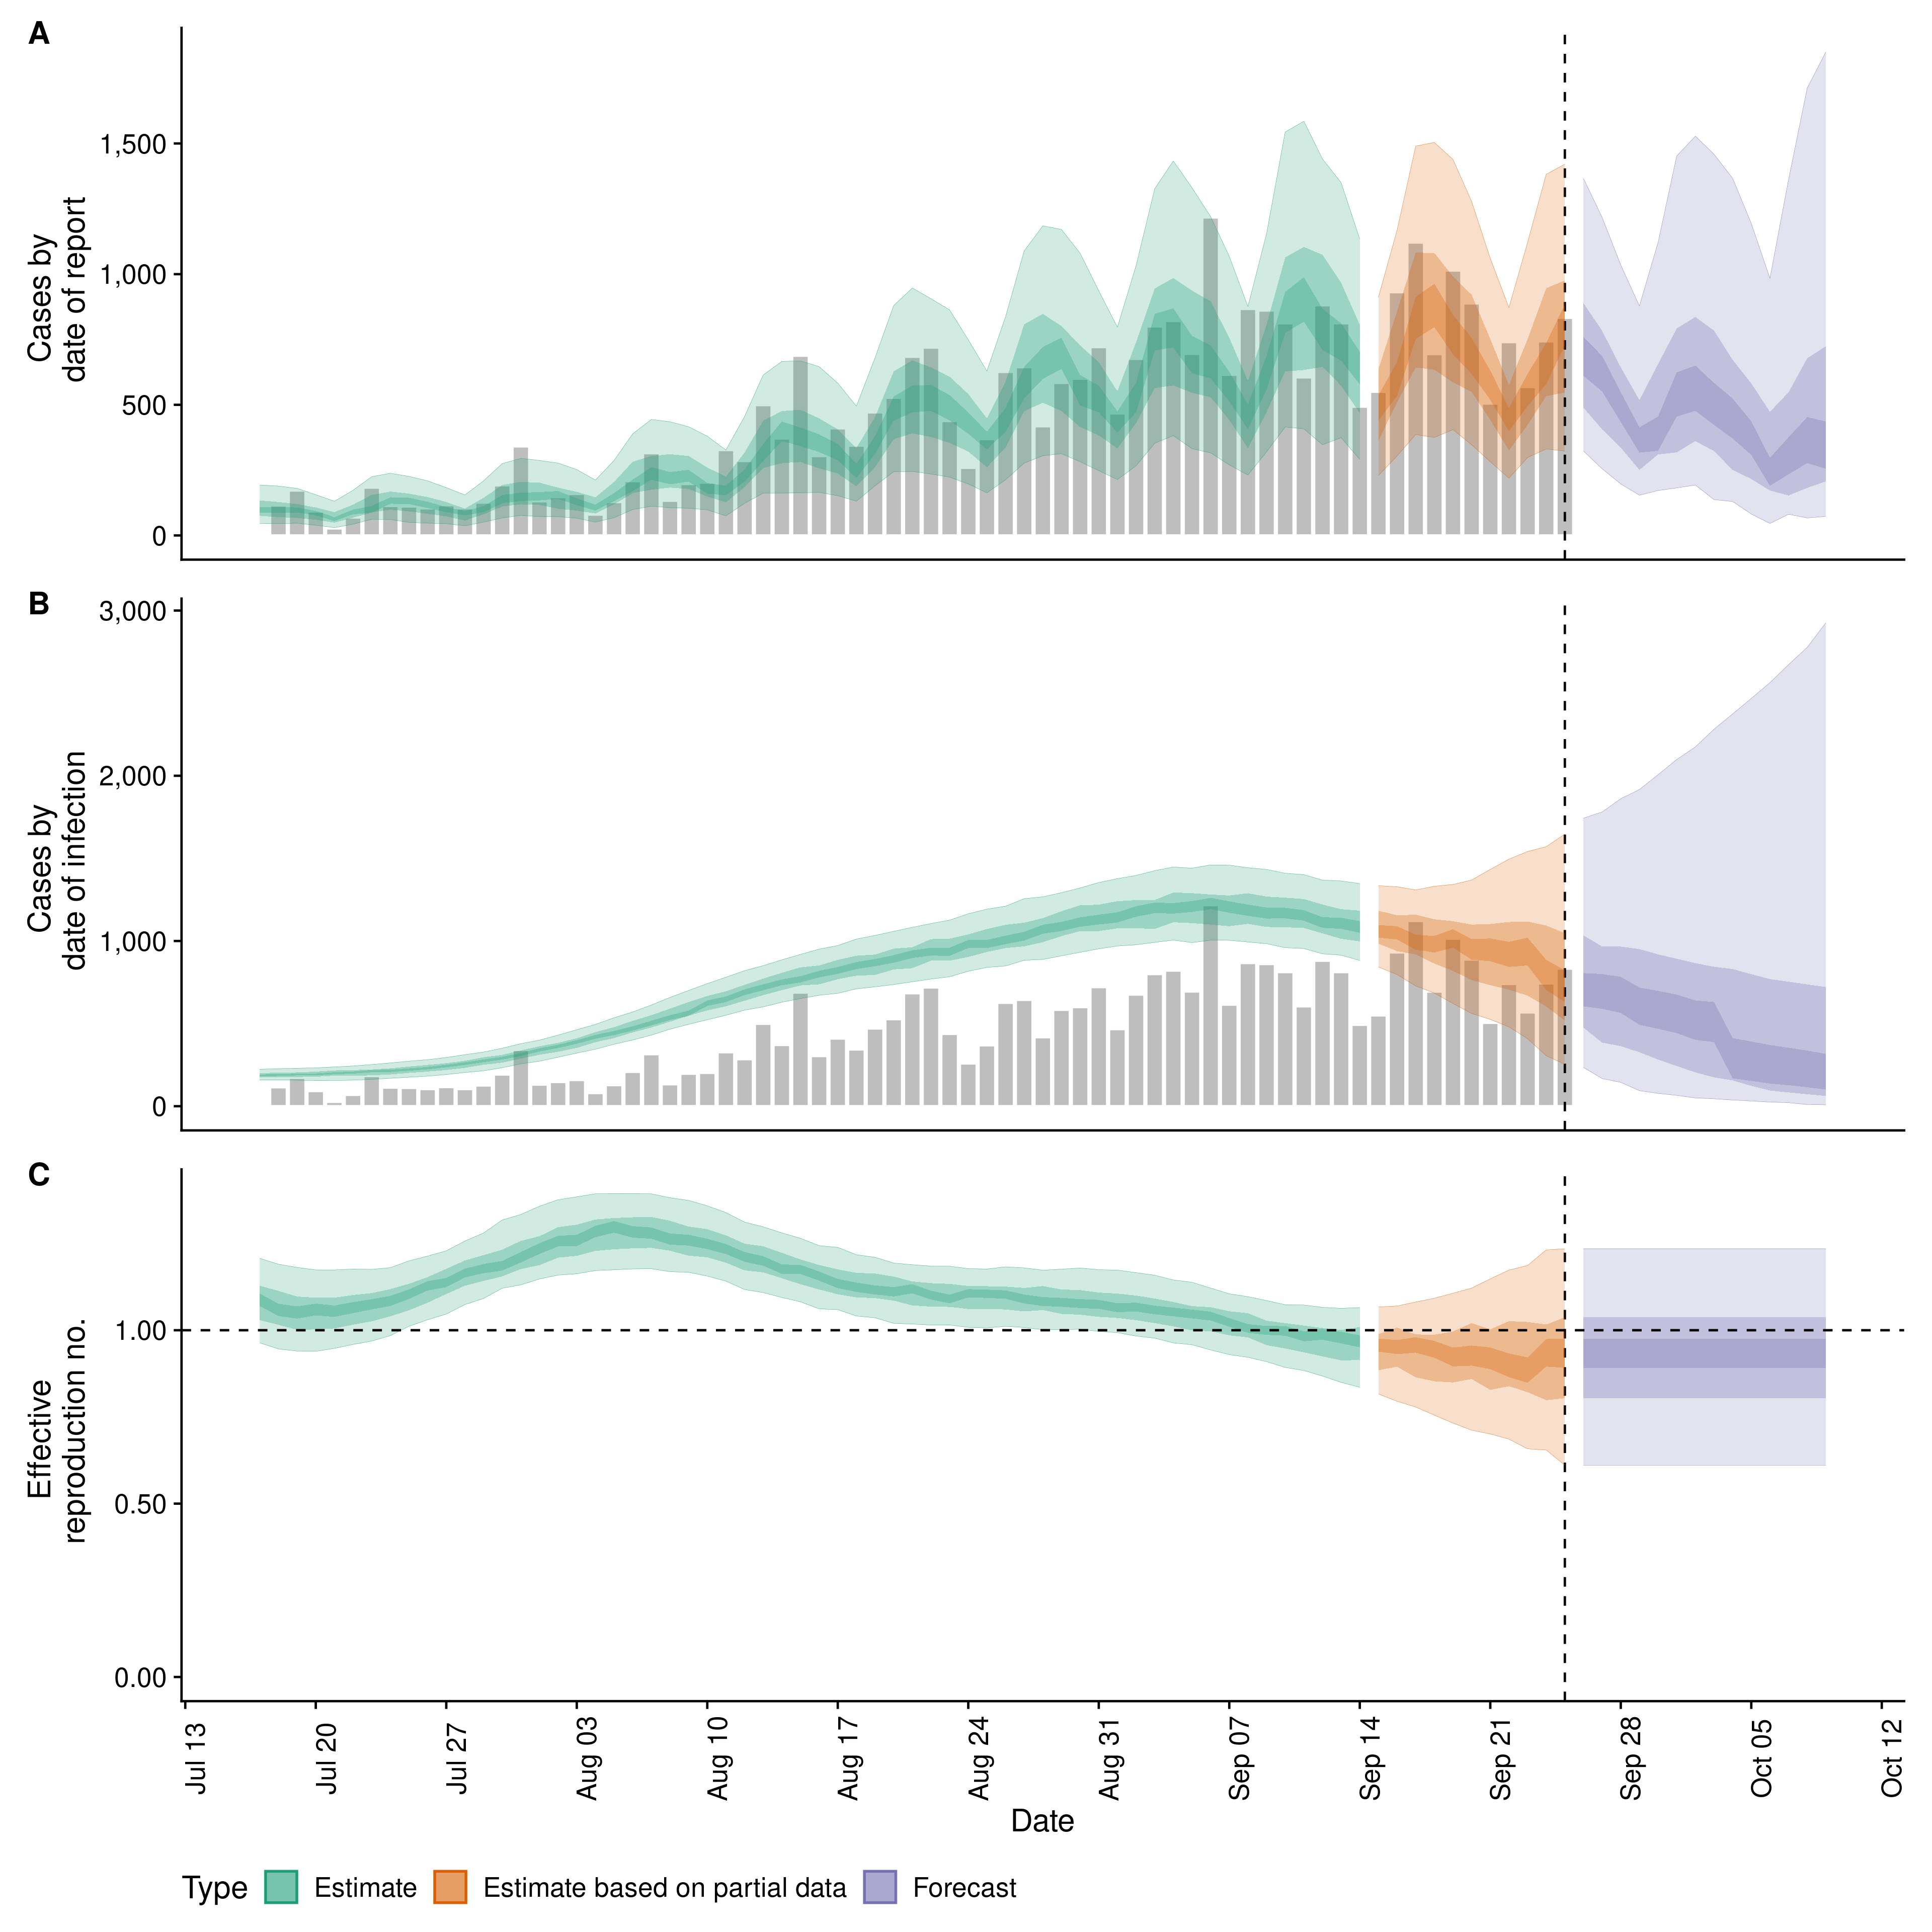 A
Cases by
date of report
1,500
1,000
500
0
B
Cases by
date of infection
3,000
2,000
1,000
0
C
Effective
reproduction no.
1.00
0.50
0.00
Jul 13
Jul 20
Jul 27
Aug 03
Aug 10
Aug 17
Aug 24
Aug 31
Sep 07
Sep 14
Sep 21
Sep 28
Oct 05
Oct 12
Date
Type Estimate Estimate based on partial data Forecast